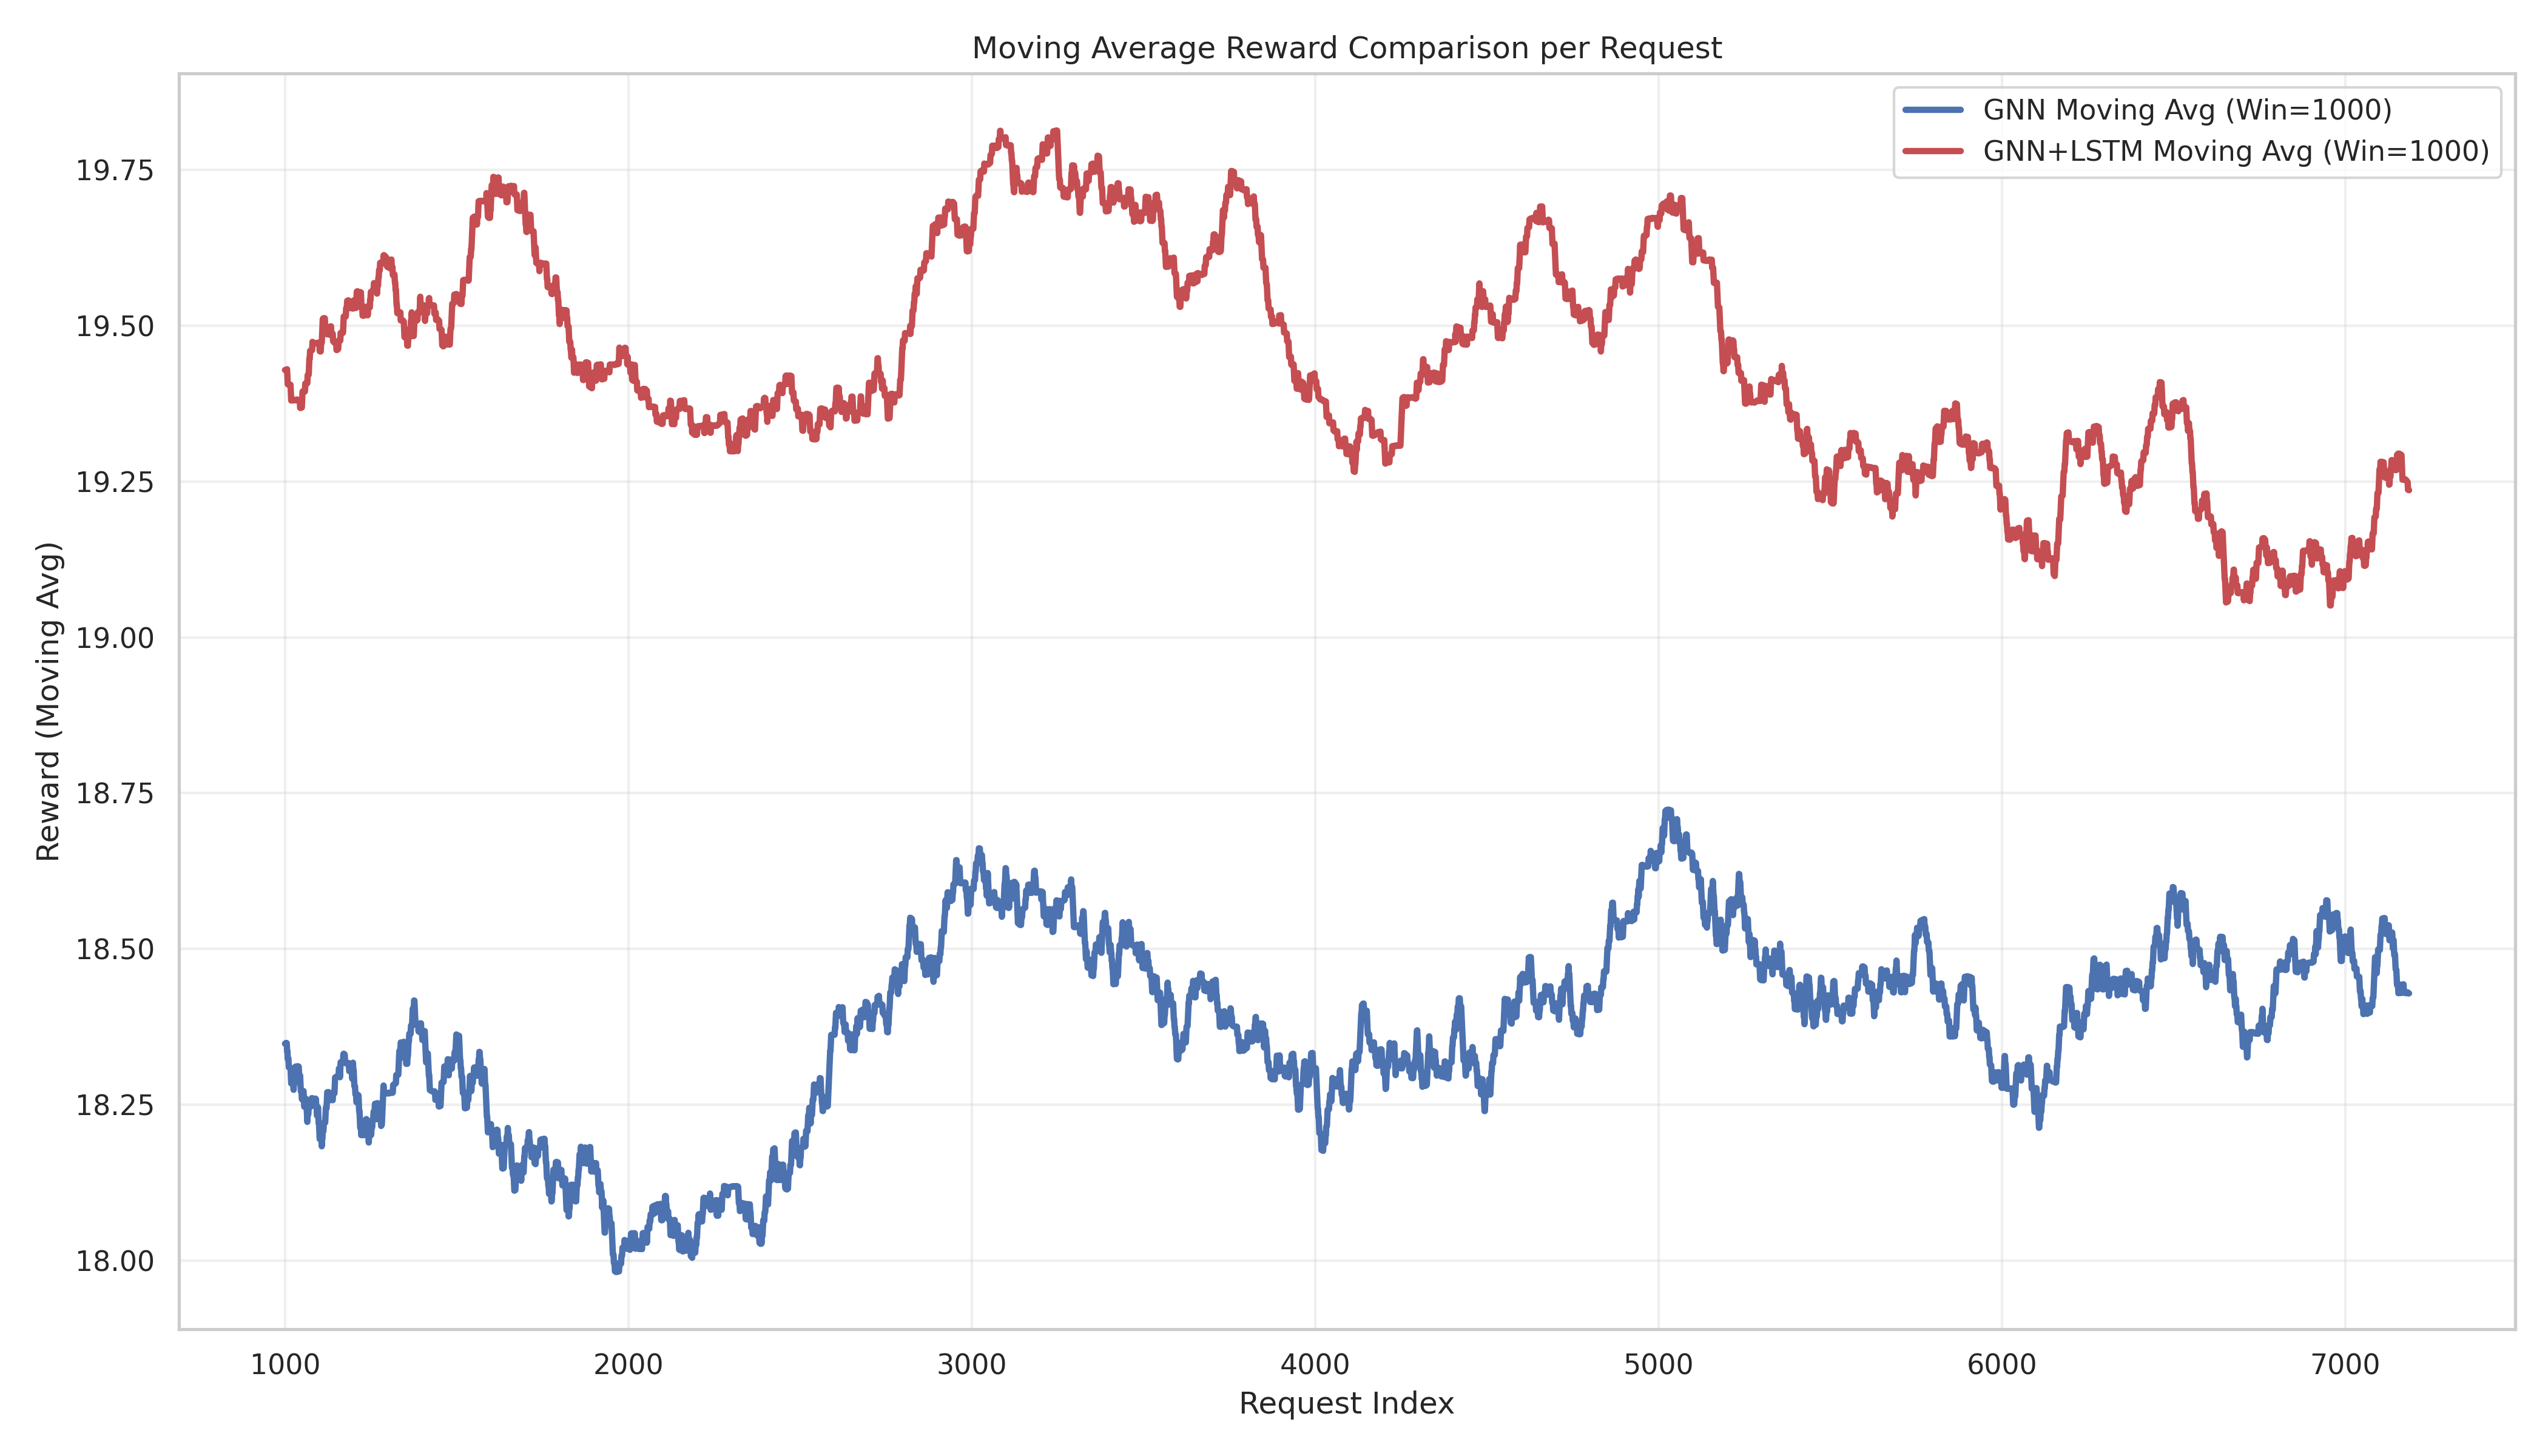 Moving Average Reward Comparison per Request
GNN Moving Avg (Win=1000)
GNN+LSTM Moving Avg (Win=1000)
Reward (Moving Avg)
19.75
19.50
19.25
19.00
18.75
18.50
18.25
18.00
1000 2000 3000 4000 5000 6000 7000
Request Index